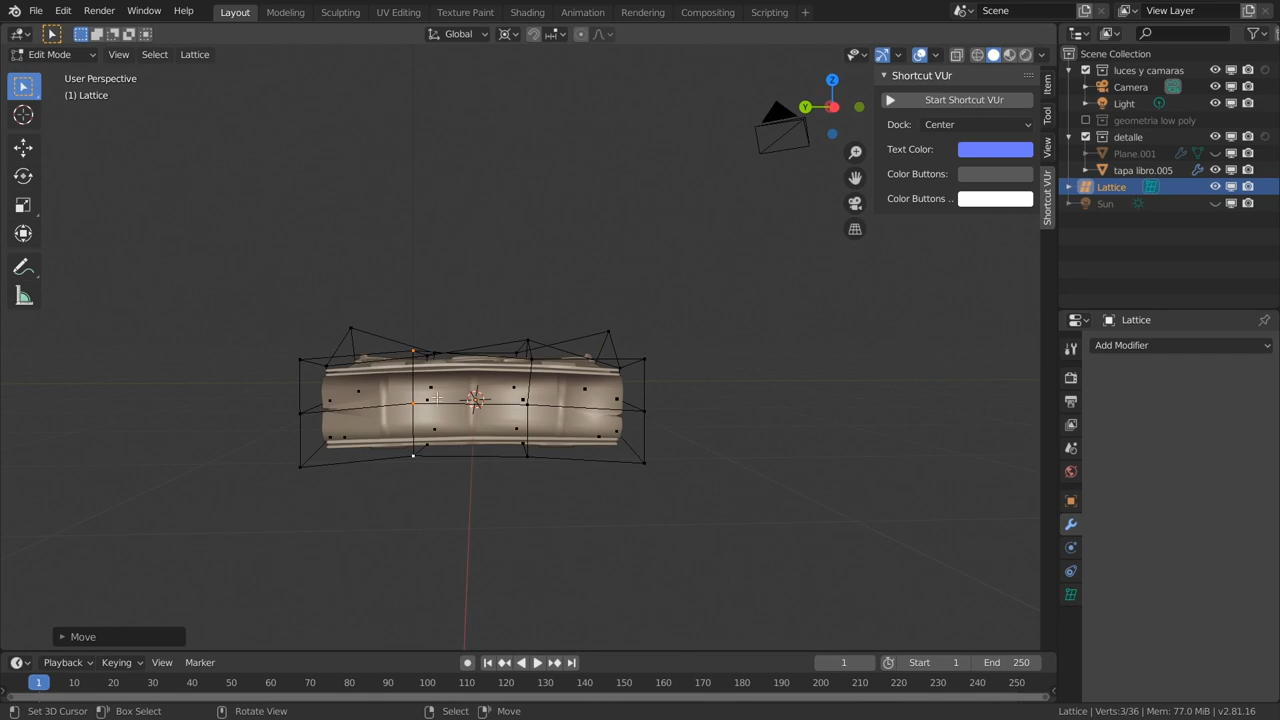 File Edit Render Window Help Layout Modeling Sculpting UV Editing Texture Paint Shading Animation Rendering Compositing Scripting + Scene View Layer
Global
Edit Mode View Select Lattice
User Perspective
(1) Lattice
Z
Y
Shortcut VUr
Start Shortcut VUr
Dock: Center
Text Color:
Color Buttons:
Color Buttons ..
Item
Tool
View
Shortcut VUr
Scene Collection
luces y camaras
Camera
Light
geometria low poly
detalle
Plane.001
tapa libro.005
Lattice
Sun
Lattice
Add Modifier
Move
Playback Keying View Marker 1 Start 1 End 250
1 10 20 30 40 50 60 70 80 90 100 110 120 130 140 150 160 170 180 190 200 210 220 230 240 250
Set 3D Cursor Box Select Rotate View Select Move Lattice | Verts:3/36 | Mem: 77.0 MiB | v2.81.16